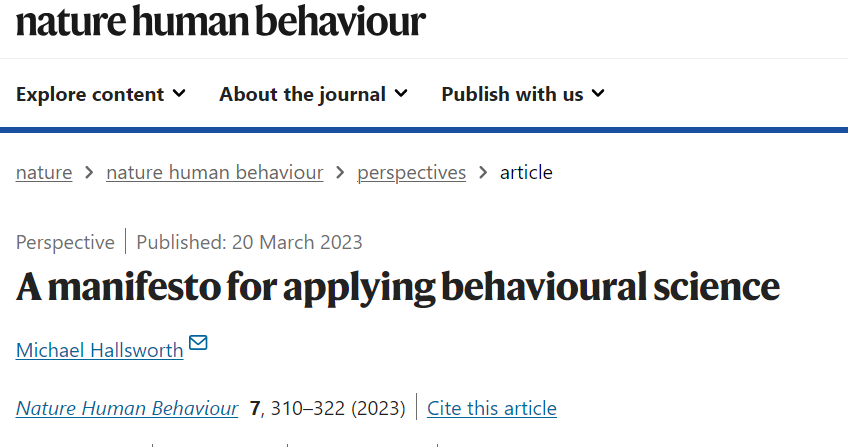 nature human behaviour
Explore content About the journal Publish with us
nature > nature human behaviour > perspectives > article
Perspective | Published: 20 March 2023
A manifesto for applying behavioural science
Michael Hallsworth
Nature Human Behaviour 7, 310–322 (2023) | Cite this article